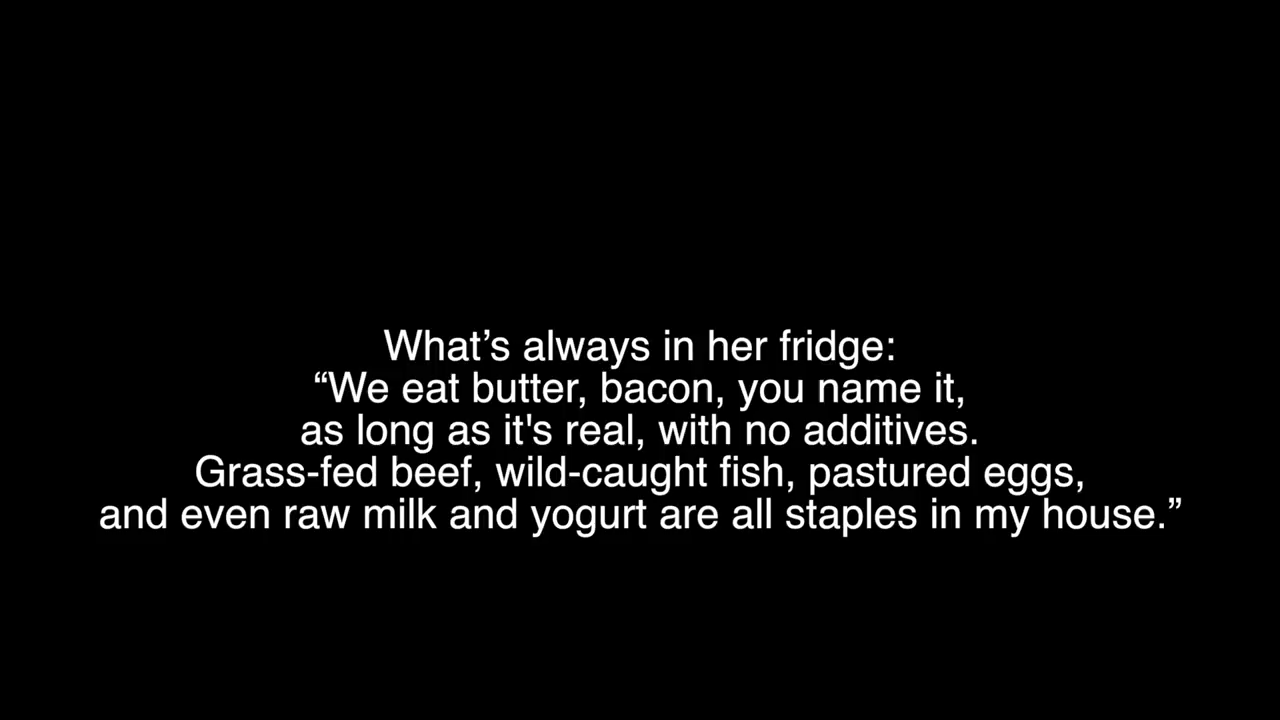 What’s always in her fridge:
“We eat butter, bacon, you name it,
as long as it's real, with no additives.
Grass-fed beef, wild-caught fish, pastured eggs,
and even raw milk and yogurt are all staples in my house.”